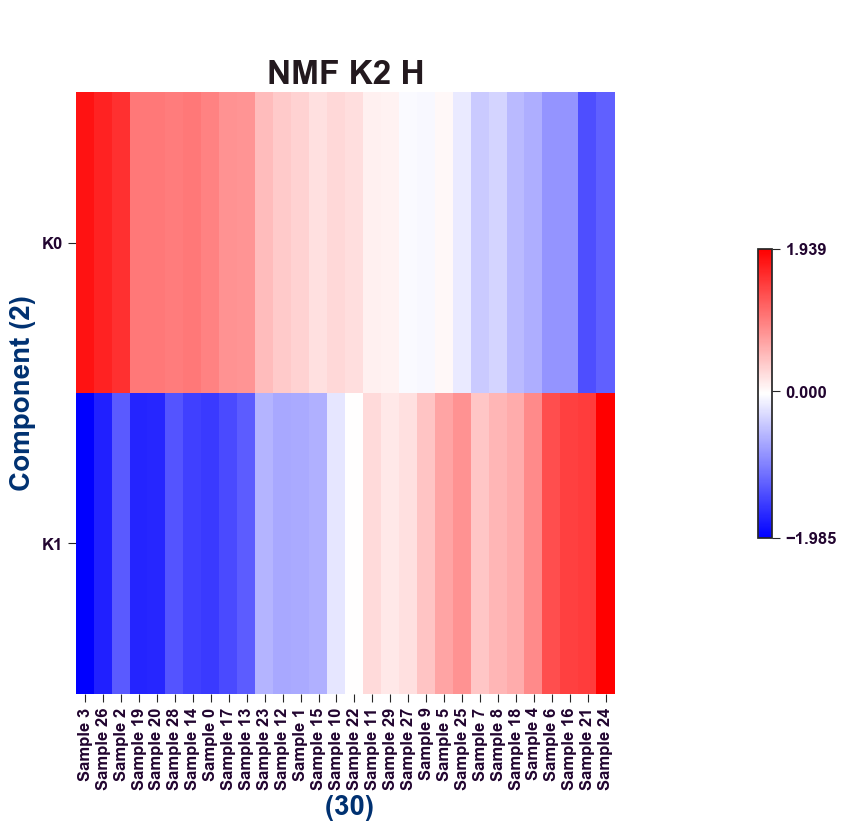 NMF K2 H
Component (2)
K0
K1
1.939
0.000
−1.985
Sample 3
Sample 26
Sample 2
Sample 19
Sample 20
Sample 28
Sample 14
Sample 0
Sample 17
Sample 13
Sample 23
Sample 12
Sample 1
Sample 15
Sample 10
Sample 22
Sample 11
Sample 29
Sample 27
Sample 9
Sample 5
Sample 25
Sample 7
Sample 8
Sample 18
Sample 4
Sample 6
Sample 16
Sample 21
Sample 24
(30)